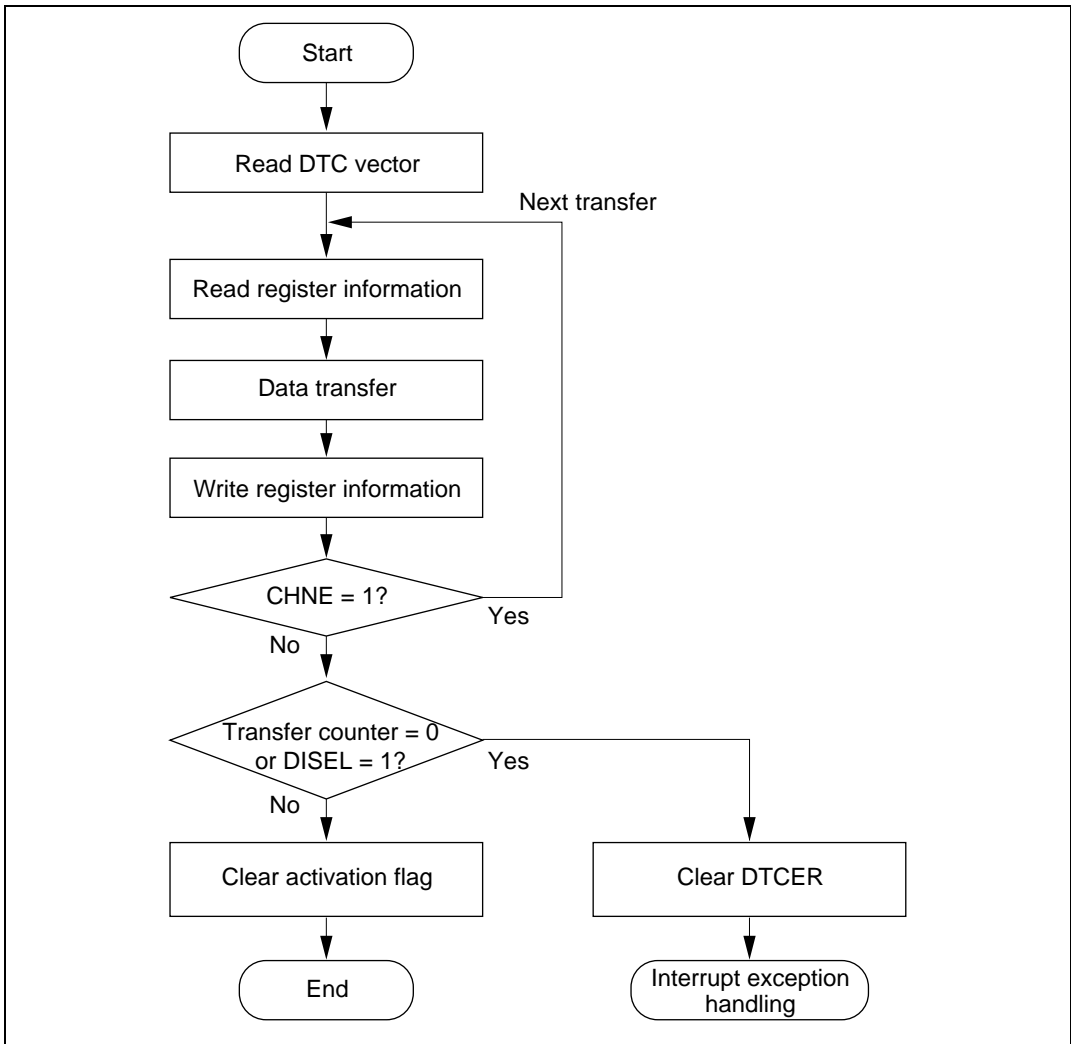 Start
Read DTC vector
Next transfer
Read register information
Data transfer
Write register information
CHNE = 1?
Yes
No
Transfer counter = 0
or DISEL = 1?
Yes
No
Clear activation flag
Clear DTCER
End
Interrupt exception
handling